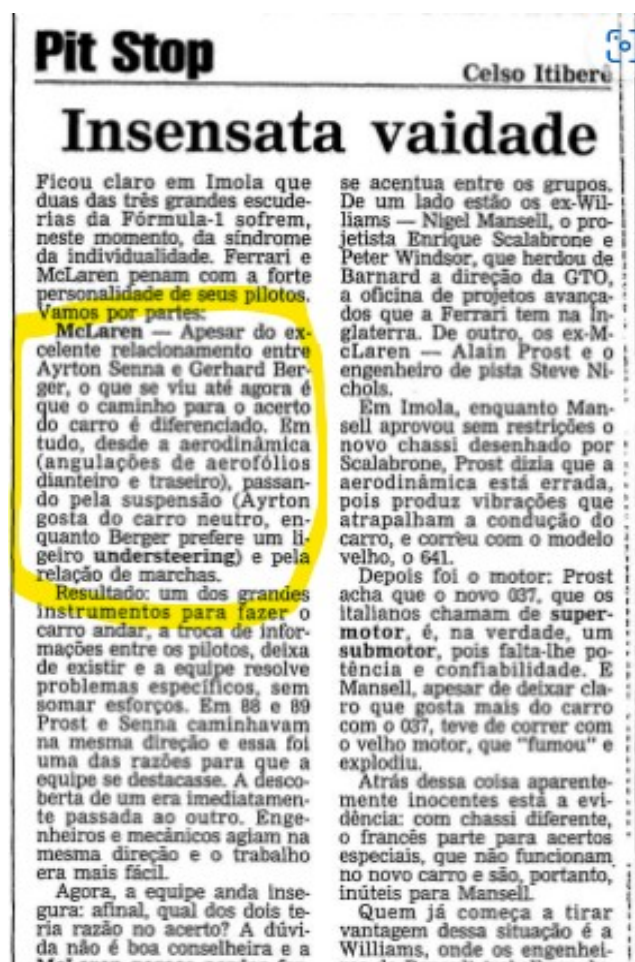 Pit Stop
Celso Itiberê
Insensata vaidade
Ficou claro em Imola que
duas das três grandes escude-
rias da Fórmula-1 sofrem,
neste momento, da síndrome
da individualidade. Ferrari e
McLaren penam com a forte
personalidade de seus pilotos.
Vamos por partes:
McLaren — Apesar do ex-
celente relacionamento entre
Ayrton Senna e Gerhard Ber-
ger, o que se viu até agora é
que o caminho para o acerto
do carro é diferenciado. Em
tudo, desde a aerodinâmica
(angulações de aerofólios
dianteiro e traseiro), passan-
do pela suspensão (Ayrton
gosta do carro neutro, en-
quanto Berger prefere um li-
geiro understeering) e pela
relação de marchas.
Resultado: um dos grandes
instrumentos para fazer o
carro andar, a troca de infor-
mações entre os pilotos, deixa
de existir e a equipe resolve
problemas específicos, sem
somar esforços. Em 88 e 89
Prost e Senna caminhavam
na mesma direção e essa foi
uma das razões para que a
equipe se destacasse. A desco-
berta de um era imediatamen-
te passada ao outro. Enge-
nheiros e mecânicos agiam na
mesma direção e o trabalho
era mais fácil.
Agora, a equipe anda inse-
gura: afinal, qual dos dois te-
ria razão no acerto? A dúvi-
da não é boa conselheira e a
se acentua entre os grupos.
De um lado estão os ex-Wil-
liams — Nigel Mansell, o pro-
jetista Enrique Scalabrone e
Peter Windsor, que herdou de
Barnard a direção da GTO,
a oficina de projetos avança-
dos que a Ferrari tem na In-
glaterra. De outro, os ex-M-
cLaren — Alain Prost e o
engenheiro de pista Steve Ni-
chols.
Em Imola, enquanto Man-
sell aprovou sem restrições o
novo chassi desenhado por
Scalabrone, Prost dizia que a
aerodinâmica está errada,
pois produz vibrações que
atrapalham a condução do
carro, e correu com o modelo
velho, o 641.
Depois foi o motor: Prost
acha que o novo 037, que os
italianos chamam de super-
motor, é, na verdade, um
submotor, pois falta-lhe po-
tência e confiabilidade. E
Mansell, apesar de deixar cla-
ro que gosta mais do carro
com o 037, teve de correr com
o velho motor, que "fumou" e
explodiu.
Atrás dessa coisa aparente-
mente inocentes está a evi-
dência: com chassi diferente,
o francês parte para acertos
especiais, que não funcionam
no novo carro e são, portanto,
inúteis para Mansell.
Quem já começa a tirar
vantagem dessa situação é a
Williams, onde os engenhei-